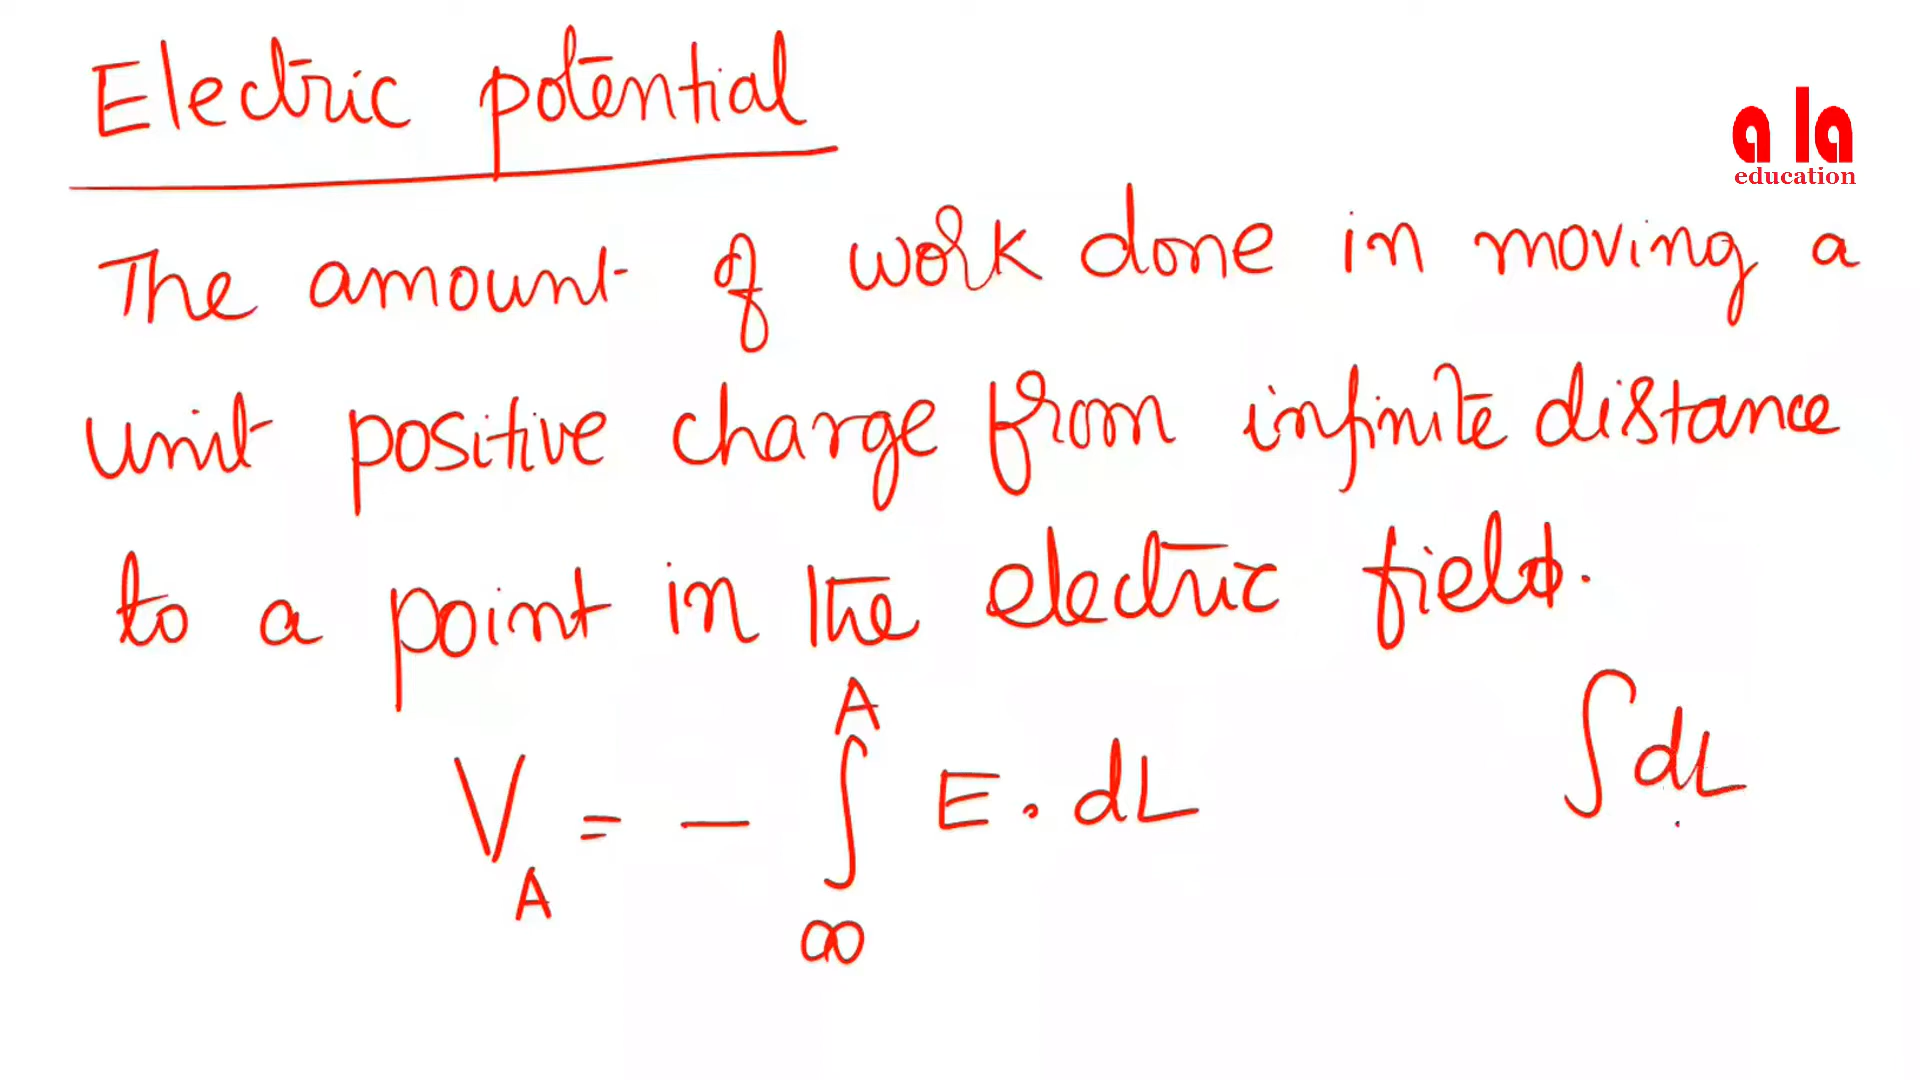 Electric potential
a la
education
The amount of work done in moving a
unit positive charge from infinite distance
to a point in the electric field.
V_A = - ∫_∞^A E . dL
∫ dL